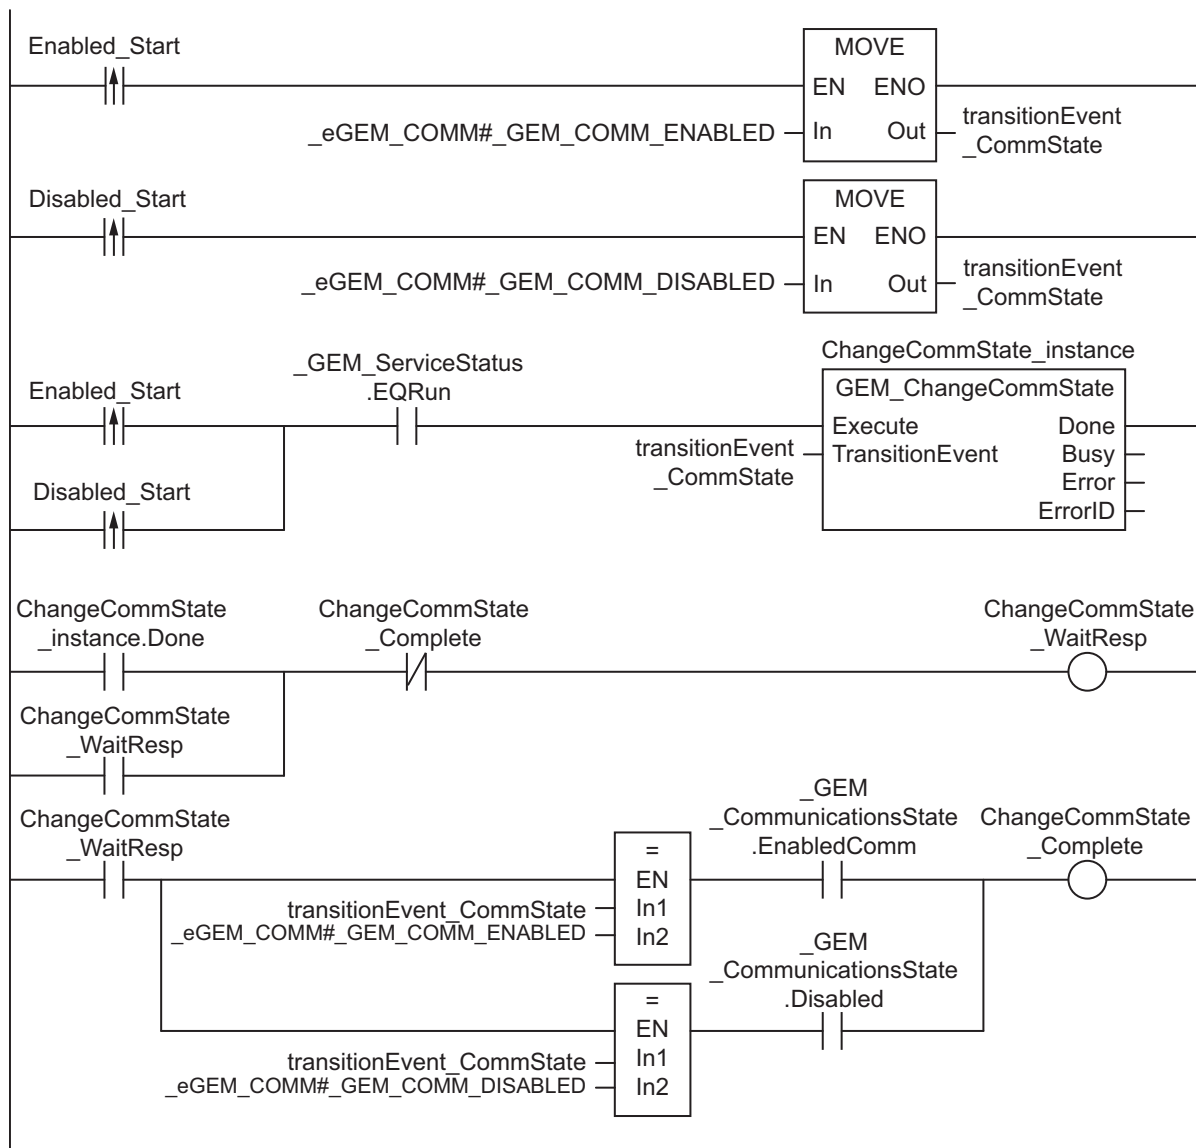 Enabled_Start
MOVE
EN ENO
_eGEM_COMM#_GEM_COMM_ENABLED
In Out
transitionEvent
_CommState
Disabled_Start
MOVE
EN ENO
_eGEM_COMM#_GEM_COMM_DISABLED
In Out
transitionEvent
_CommState
Enabled_Start
_GEM_ServiceStatus
.EQRun
ChangeCommState_instance
GEM_ChangeCommState
Execute Done
transitionEvent
_CommState
TransitionEvent Busy
Error
ErrorID
Disabled_Start
ChangeCommState
_instance.Done
ChangeCommState
_Complete
ChangeCommState
_WaitResp
ChangeCommState
_WaitResp
ChangeCommState
_WaitResp
=
EN
transitionEvent_CommState
In1
_eGEM_COMM#_GEM_COMM_ENABLED
In2
_GEM
_CommunicationsState
.EnabledComm
ChangeCommState
_Complete
=
EN
transitionEvent_CommState
In1
_eGEM_COMM#_GEM_COMM_DISABLED
In2
_GEM
_CommunicationsState
.Disabled